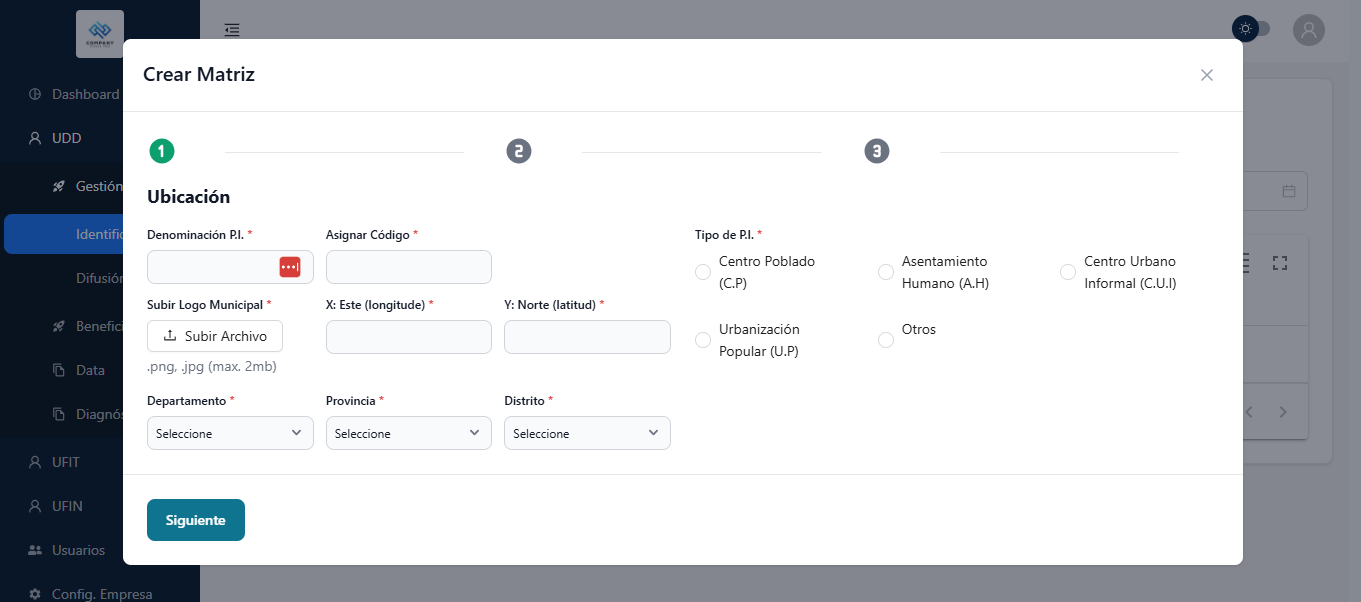 COMPANY
Crear Matriz
Dashboard
UDD
Gestión
Identific
Difusión
Benefici
Data
Diagnós
UFIT
UFIN
Usuarios
Config. Empresa
1
2
3
Ubicación
Denominación P.I. *
Asignar Código *
Tipo de P.I. *
Centro Poblado
(C.P)
Asentamiento
Humano (A.H)
Centro Urbano
Informal (C.U.I)
Subir Logo Municipal *
X: Este (longitude) *
Y: Norte (latitud) *
Subir Archivo
.png, .jpg (max. 2mb)
Urbanización
Popular (U.P)
Otros
Departamento *
Provincia *
Distrito *
Seleccione
Seleccione
Seleccione
Siguiente